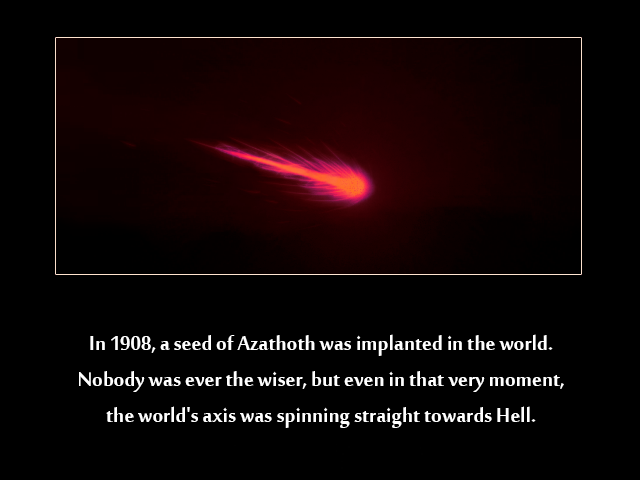 In 1908, a seed of Azathoth was implanted in the world.
Nobody was ever the wiser, but even in that very moment,
the world's axis was spinning straight towards Hell.